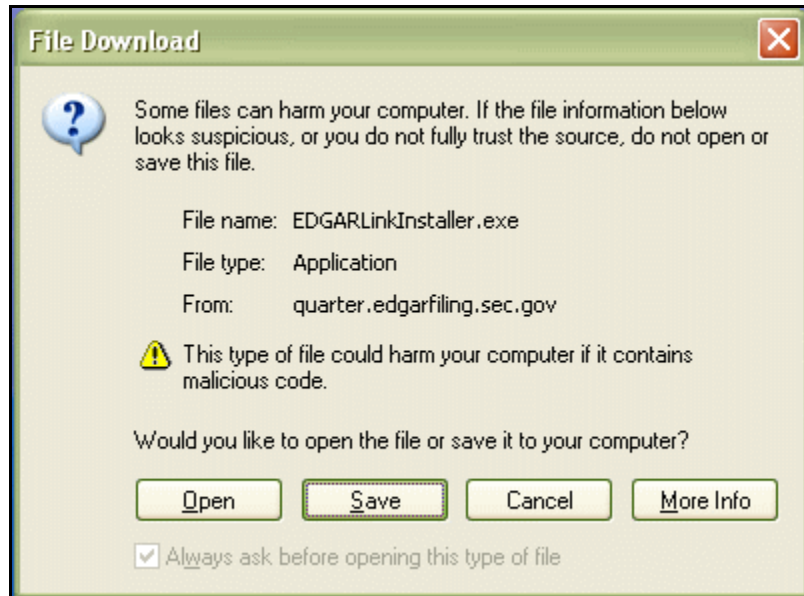 File Download
Some files can harm your computer. If the file information below
looks suspicious, or you do not fully trust the source, do not open or
save this file.
File name: EDGARLinkInstaller.exe
File type: Application
From: quarter.edgarfiling.sec.gov
This type of file could harm your computer if it contains
malicious code.
Would you like to open the file or save it to your computer?
Open Save Cancel More Info
Always ask before opening this type of file